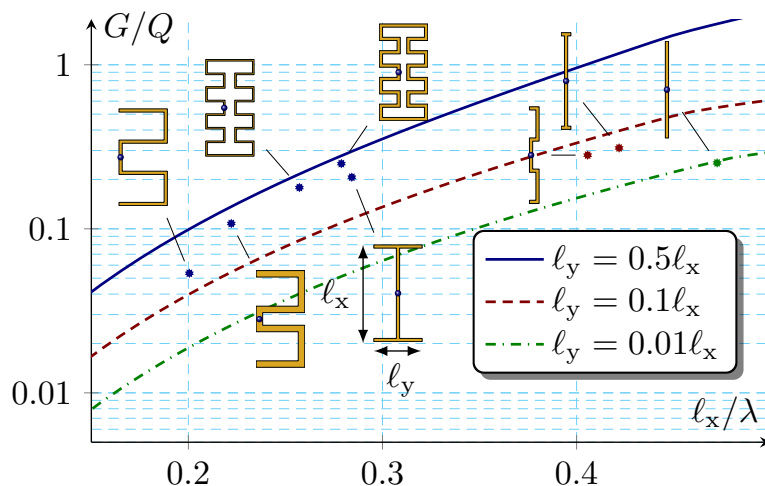 G/Q
1
0.1
0.01
ℓx
ℓy
ℓy = 0.5ℓx
ℓy = 0.1ℓx
ℓy = 0.01ℓx
ℓx/λ
0.2 0.3 0.4